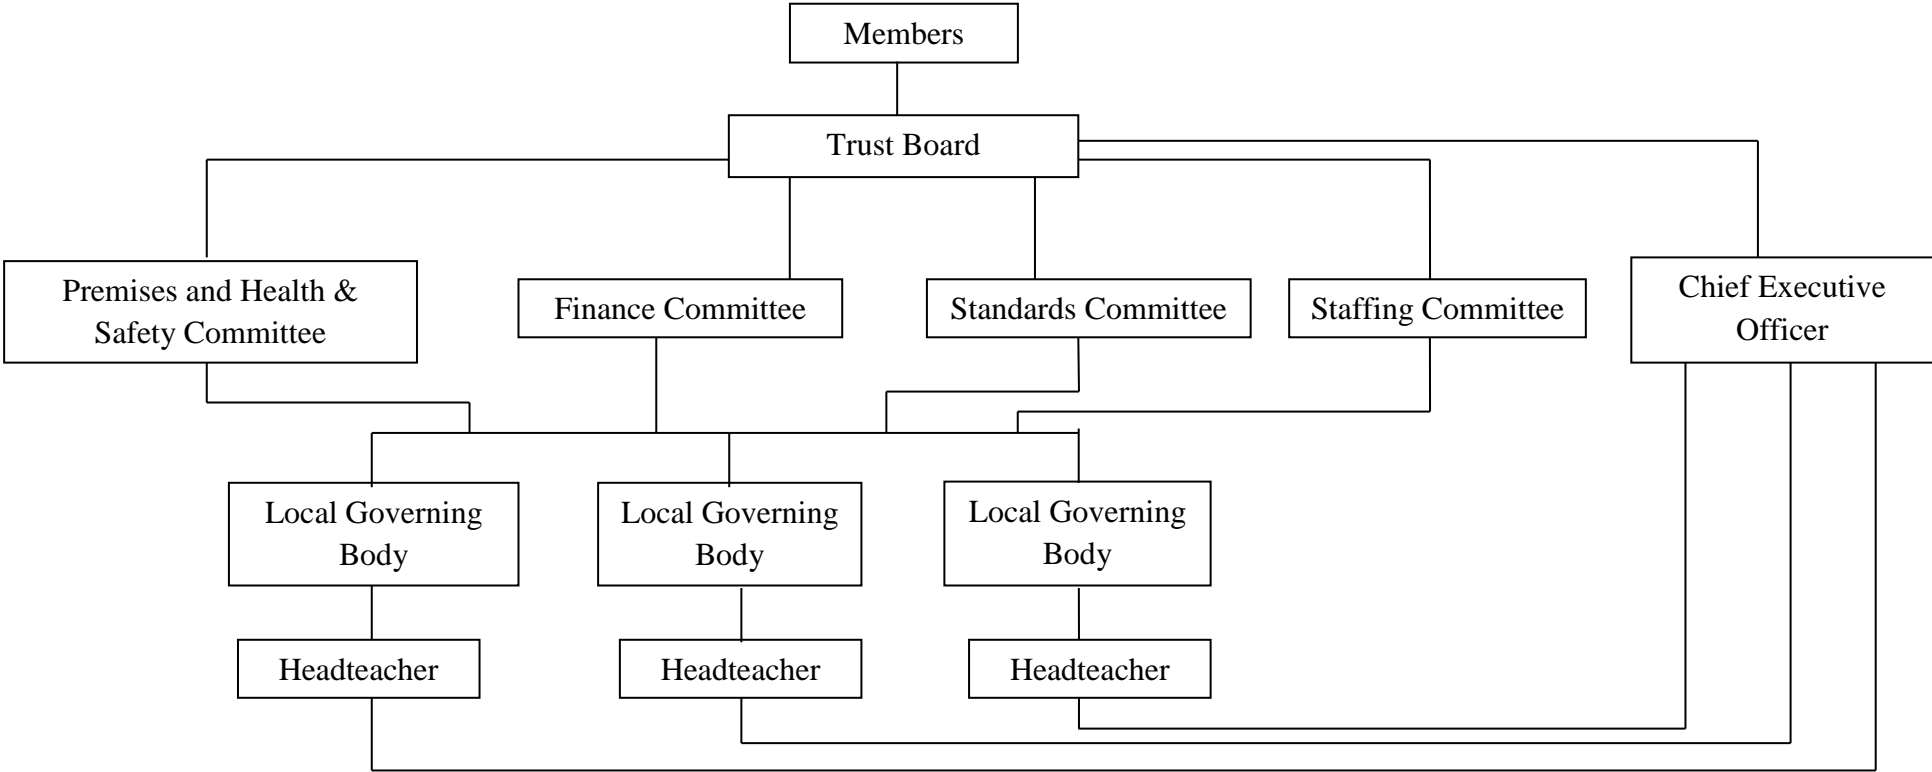 Members
Trust Board
Premises and Health &
Safety Committee
Finance Committee
Standards Committee
Staffing Committee
Chief Executive
Officer
Local Governing
Body
Local Governing
Body
Local Governing
Body
Headteacher
Headteacher
Headteacher